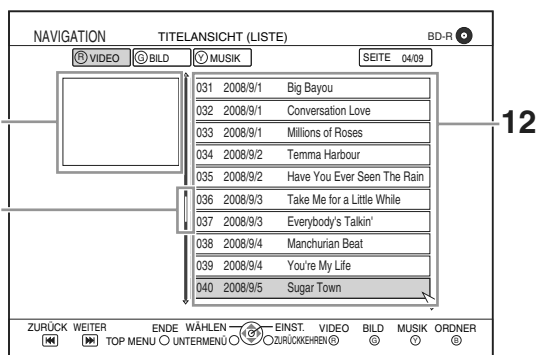 NAVIGATION TITELANSICHT (LISTE) BD-R
R VIDEO G BILD Y MUSIK SEITE 04/09
031 2008/9/1 Big Bayou
032 2008/9/1 Conversation Love
033 2008/9/1 Millions of Roses
034 2008/9/2 Temma Harbour
035 2008/9/2 Have You Ever Seen The Rain
036 2008/9/3 Take Me for a Little While
037 2008/9/3 Everybody's Talkin'
038 2008/9/4 Manchurian Beat
039 2008/9/4 You're My Life
040 2008/9/5 Sugar Town
12
ZURÜCK WEITER ENDE WÄHLEN EINST. VIDEO BILD MUSIK ORDNER
TOP MENU UNTERMENÜ ZURÜCKKEHREN R G Y B